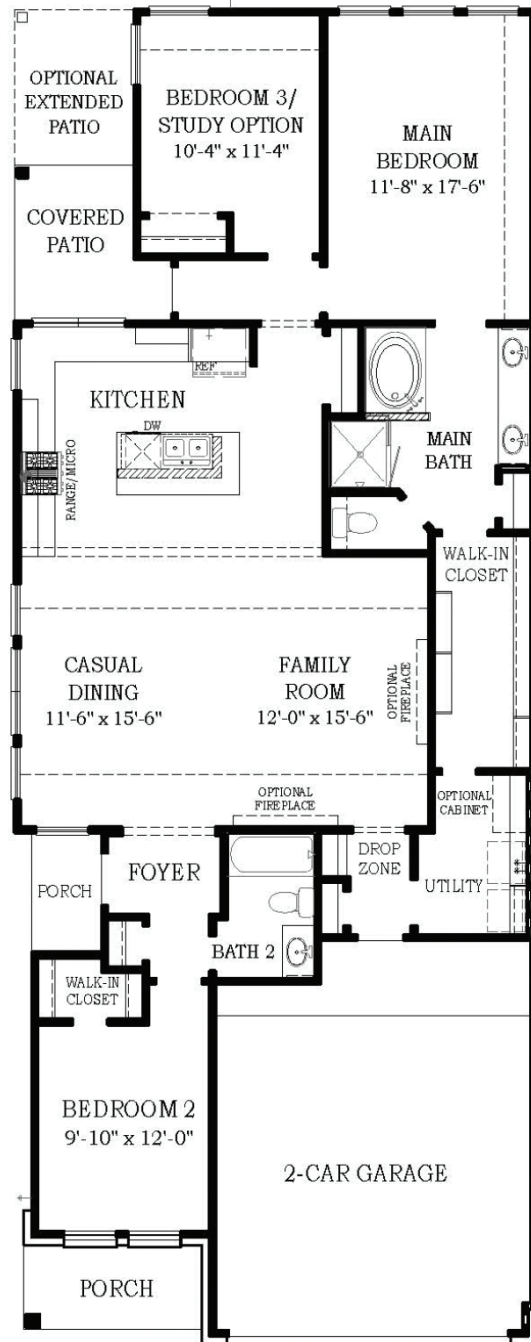 OPTIONAL
EXTENDED
PATIO
BEDROOM 3/
STUDY OPTION
10'-4" x 11'-4"
MAIN
BEDROOM
11'-8" x 17'-6"
COVERED
PATIO
REF
KITCHEN
DW
RANGE/MICRO
MAIN
BATH
WALK-IN
CLOSET
CASUAL
DINING
11'-6" x 15'-6"
FAMILY
ROOM
12'-0" x 15'-6"
OPTIONAL
FIREPLACE
OPTIONAL
FIREPLACE
OPTIONAL
CABINET
DROP
ZONE
FOYER
PORCH
UTILITY
BATH 2
WALK-IN
CLOSET
BEDROOM 2
9'-10" x 12'-0"
2-CAR GARAGE
PORCH